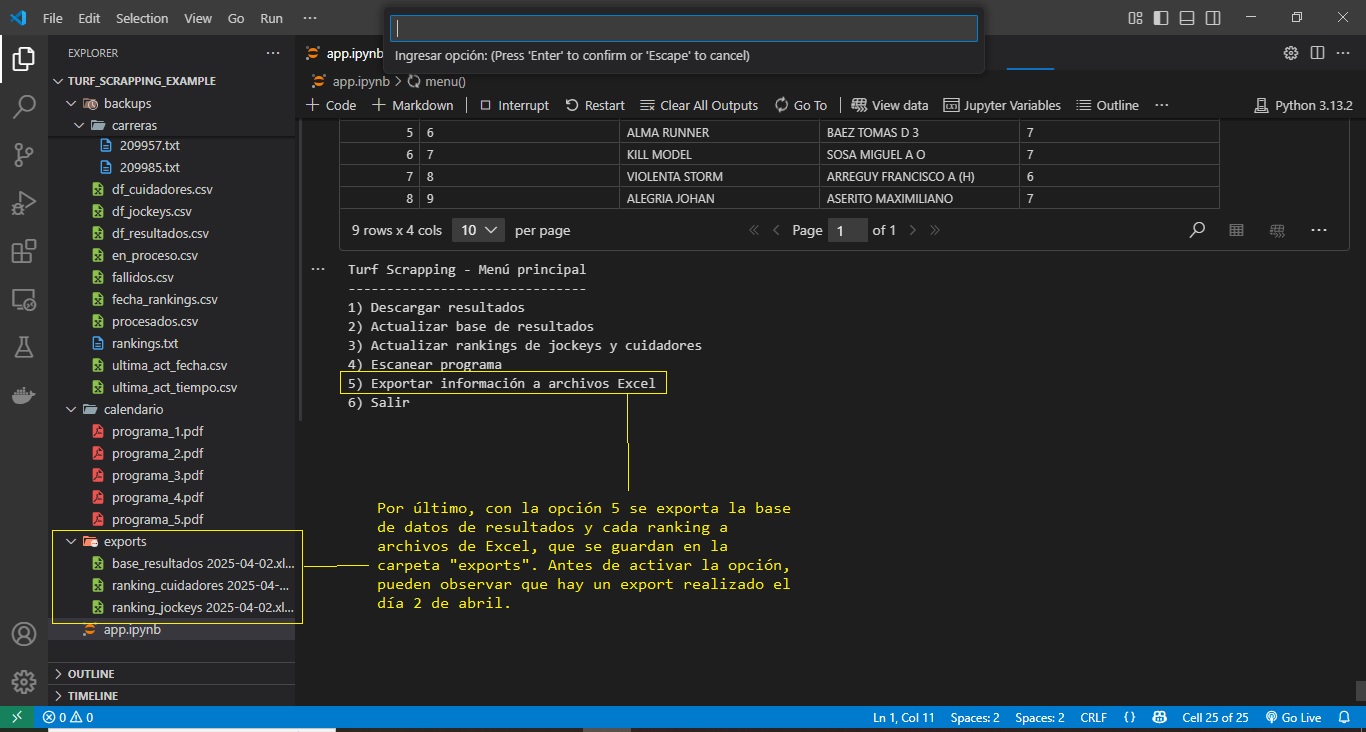 File Edit Selection View Go Run ···
Ingresar opción: (Press 'Enter' to confirm or 'Escape' to cancel)
EXPLORER
app.ipynb
TURF_SCRAPPING_EXAMPLE
app.ipynb > menu()
backups
Code Markdown Interrupt Restart Clear All Outputs Go To View data Jupyter Variables Outline ··· Python 3.13.2
carreras
209957.txt
209985.txt
df_cuidadores.csv
df_jockeys.csv
df_resultados.csv
en_proceso.csv
fallidos.csv
fecha_rankings.csv
procesados.csv
rankings.txt
ultima_act_fecha.csv
ultima_act_tiempo.csv
calendario
programa_1.pdf
programa_2.pdf
programa_3.pdf
programa_4.pdf
programa_5.pdf
exports
base_resultados 2025-04-02.xl...
ranking_cuidadores 2025-04-...
ranking_jockeys 2025-04-02.xl...
app.ipynb
OUTLINE
TIMELINE
5 6 ALMA RUNNER BAEZ TOMAS D 3 7
6 7 KILL MODEL SOSA MIGUEL A O 7
7 8 VIOLENTA STORM ARREGUY FRANCISCO A (H) 6
8 9 ALEGRIA JOHAN ASERITO MAXIMILIANO 7
9 rows x 4 cols 10 per page Page 1 of 1
Turf Scrapping - Menú principal
-------------------------------
1) Descargar resultados
2) Actualizar base de resultados
3) Actualizar rankings de jockeys y cuidadores
4) Escanear programa
5) Exportar información a archivos Excel
6) Salir
Por último, con la opción 5 se exporta la base
de datos de resultados y cada ranking a
archivos de Excel, que se guardan en la
carpeta "exports". Antes de activar la opción,
pueden observar que hay un export realizado el
día 2 de abril.
0 0 Ln 1, Col 11 Spaces: 2 Spaces: 2 CRLF {} Cell 25 of 25 Go Live